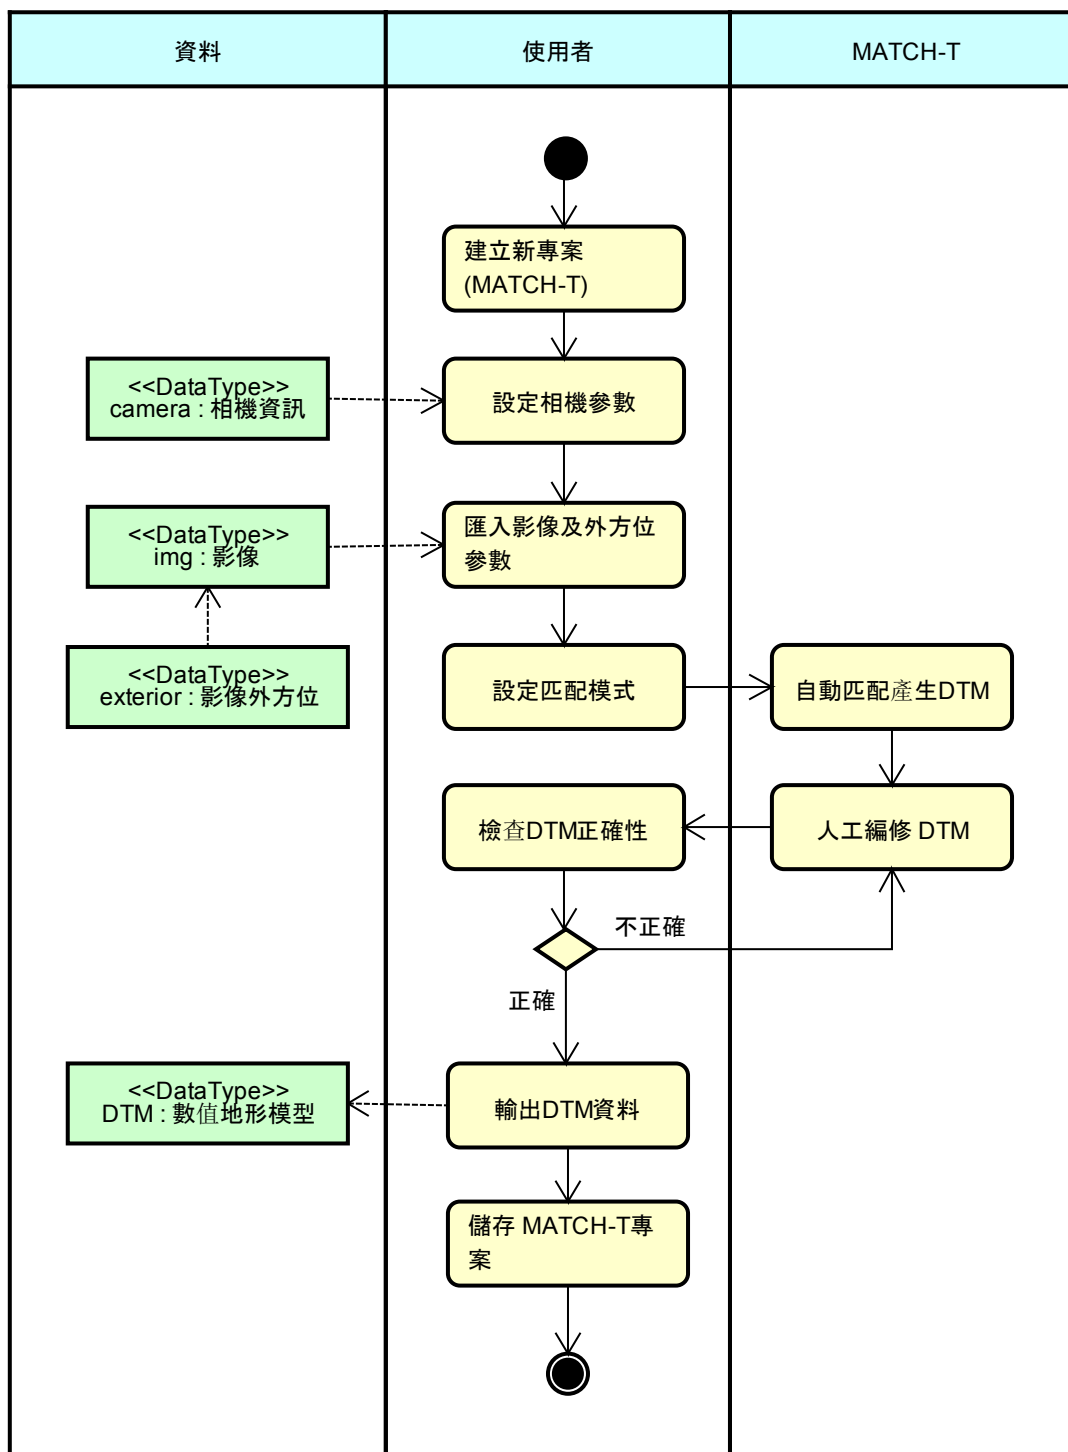 資料
使用者
MATCH-T
建立新專案
(MATCH-T)
<<DataType>>
camera : 相機資訊
設定相機參數
<<DataType>>
img : 影像
匯入影像及外方位
參數
<<DataType>>
exterior : 影像外方位
設定匹配模式
自動匹配產生DTM
檢查DTM正確性
人工編修 DTM
不正確
正確
<<DataType>>
DTM : 數值地形模型
輸出DTM資料
儲存 MATCH-T專
案